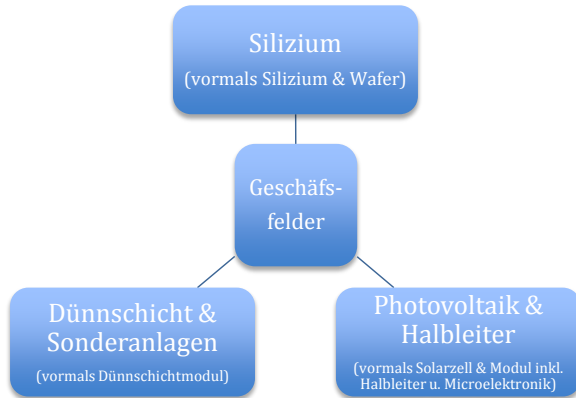 Silizium
(vormals Silizium & Wafer)
Geschäfs-
felder
Dünnschicht &
Sonderanlagen
(vormals Dünnschichtmodul)
Photovoltaik &
Halbleiter
(vormals Solarzell & Modul inkl.
Halbleiter u. Microelektronik)